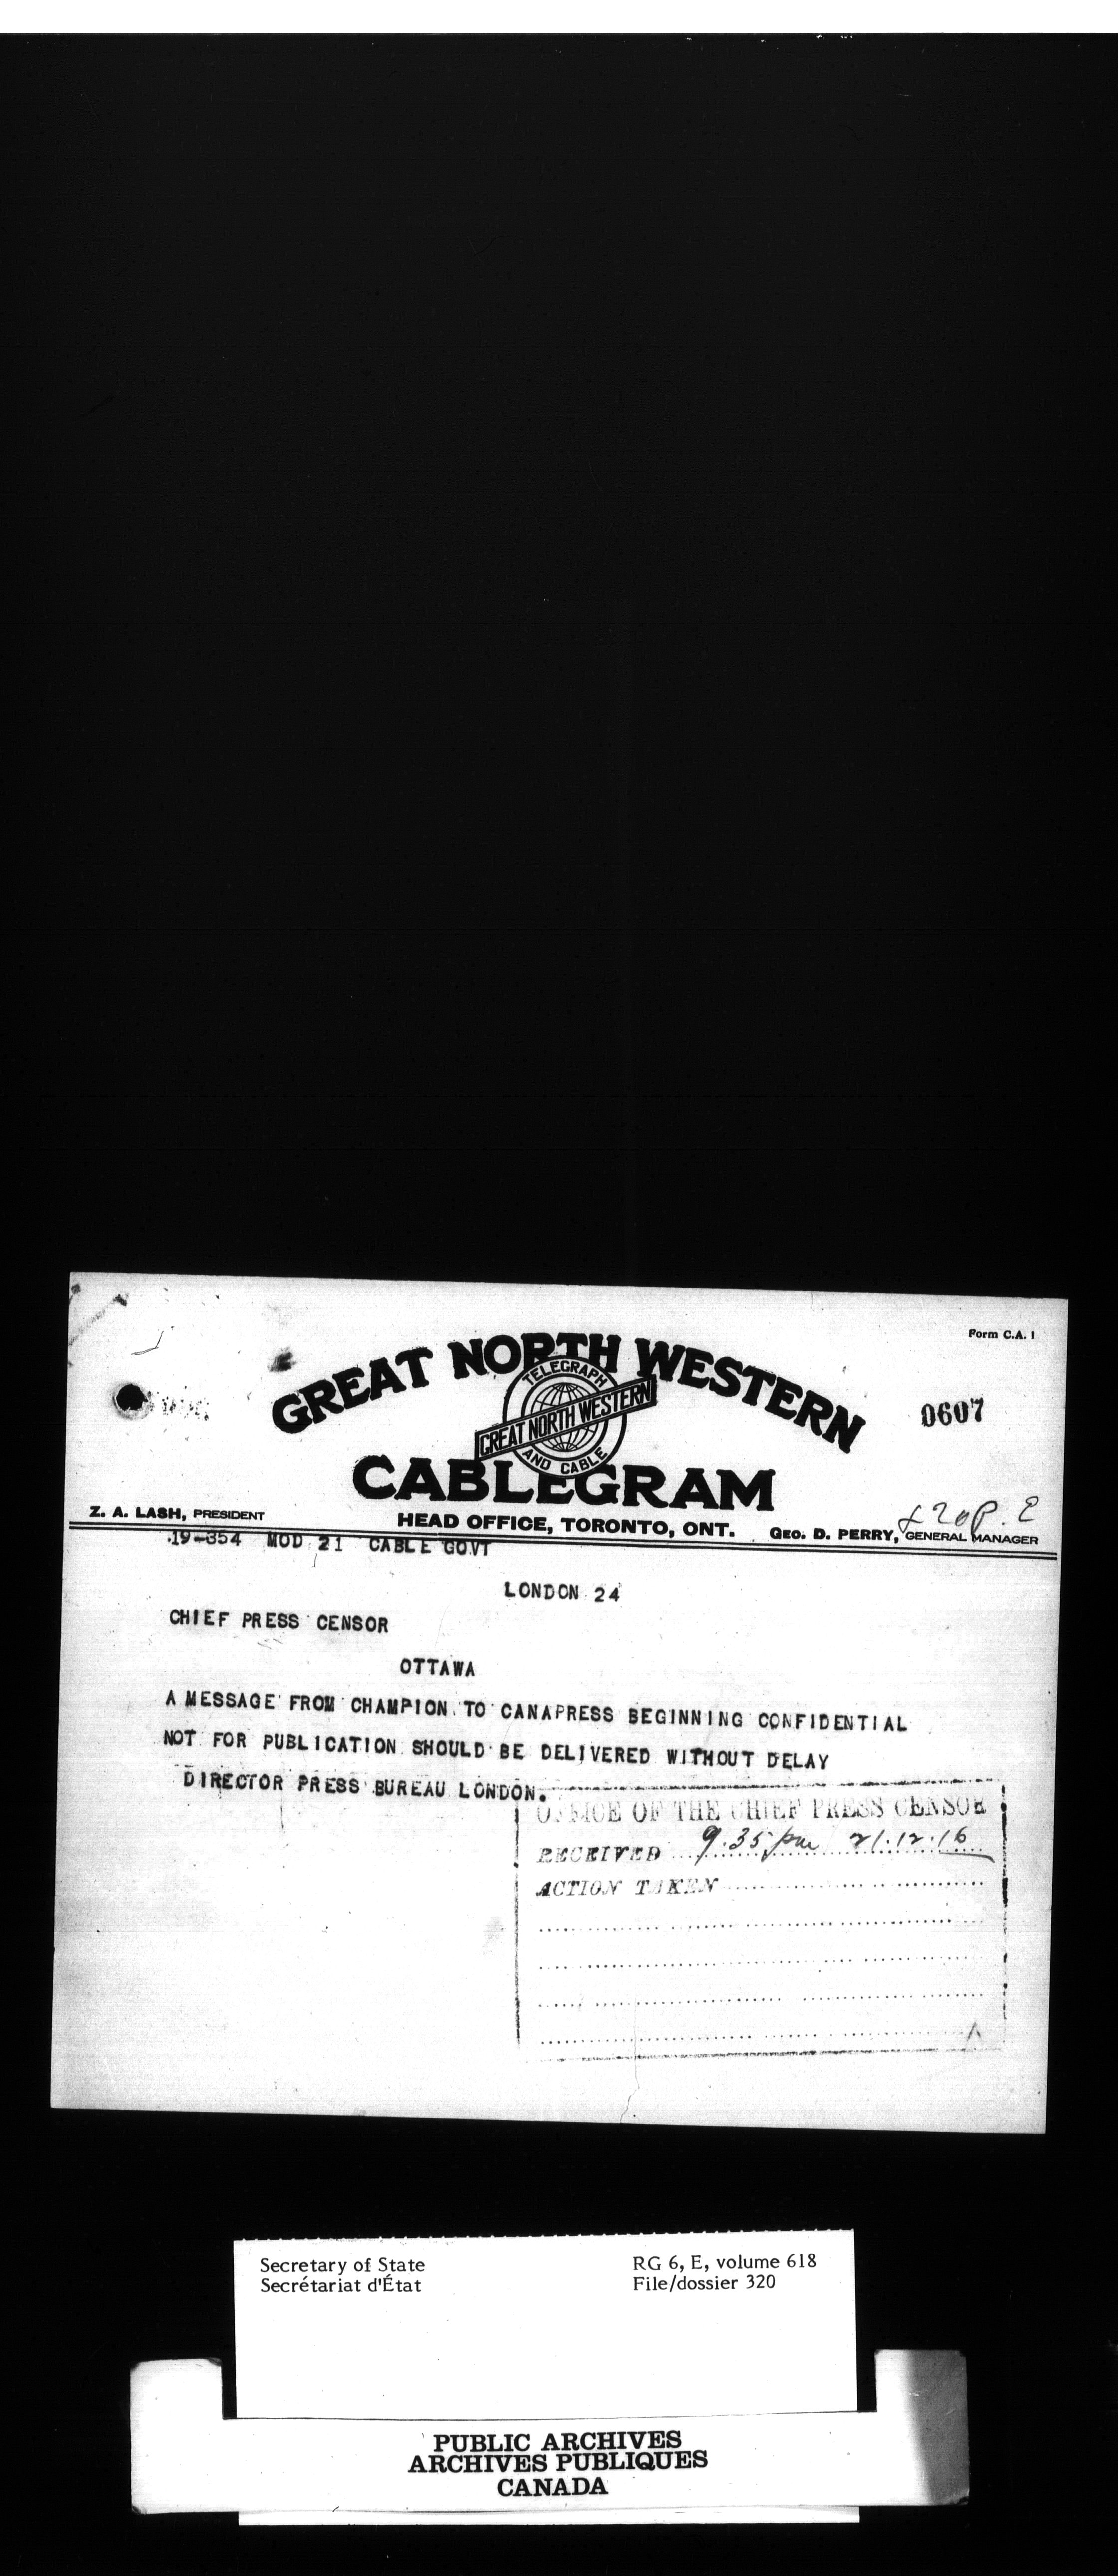 Form C.A. 1
GREAT NORTH WESTERN
TELEGRAPH
GREAT NORTH WESTERN
AND CABLE
0607
CABLEGRAM
Z. A. LASH, PRESIDENT
HEAD OFFICE, TORONTO, ONT.
GEO. D. PERRY, GENERAL MANAGER
19-354 MOD 21 CABLE GOVT
LONDON 24
CHIEF PRESS CENSOR
OTTAWA
A MESSAGE FROM CHAMPION TO CANAPRESS BEGINNING CONFIDENTIAL
NOT FOR PUBLICATION SHOULD BE DELIVERED WITHOUT DELAY
DIRECTOR PRESS BUREAU LONDON.
OFFICE OF THE CHIEF PRESS CENSOR
RECEIVED 9.35 pm 21.12.16
ACTION TAKEN
Secretary of State
Secrétariat d'État
RG 6, E, volume 618
File/dossier 320
PUBLIC ARCHIVES
ARCHIVES PUBLIQUES
CANADA